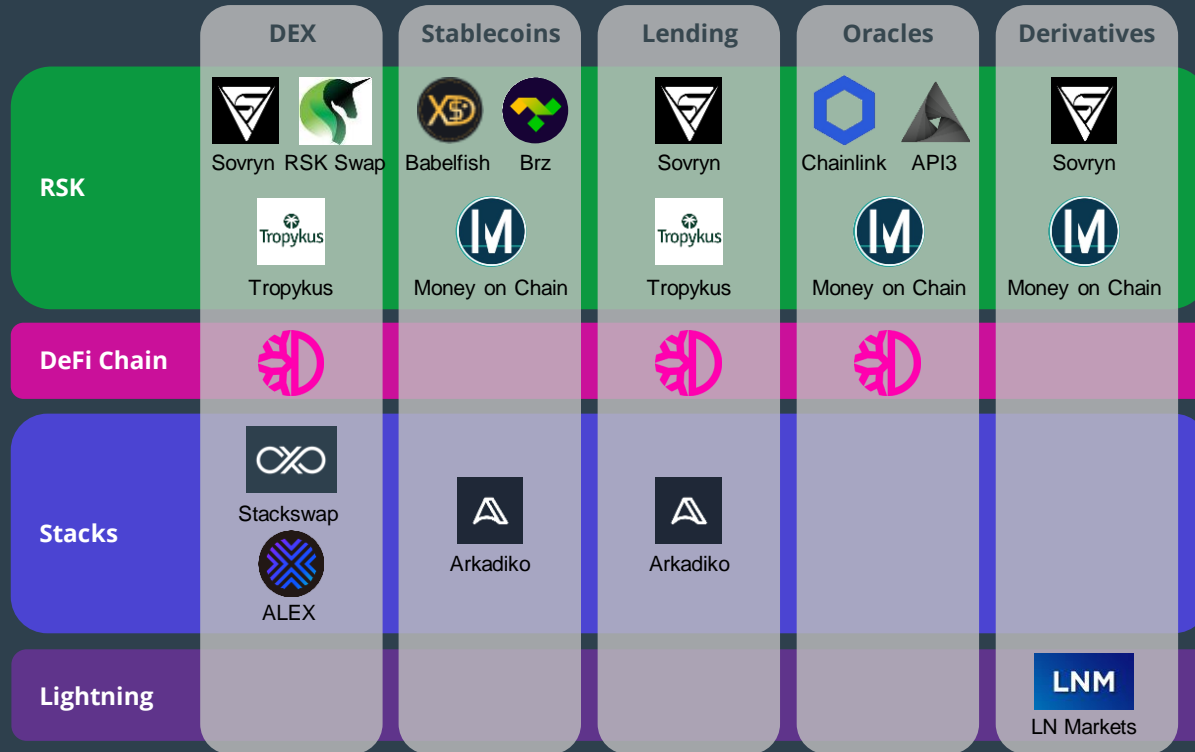 DEX Stablecoins Lending Oracles Derivatives
RSK
Sovryn RSK Swap Babelfish Brz Sovryn Chainlink API3 Sovryn
Tropykus Tropykus
Tropykus Money on Chain Tropykus Money on Chain Money on Chain
DeFi Chain
Stacks
Stackswap
Arkadiko Arkadiko
ALEX
Lightning
LNM
LN Markets